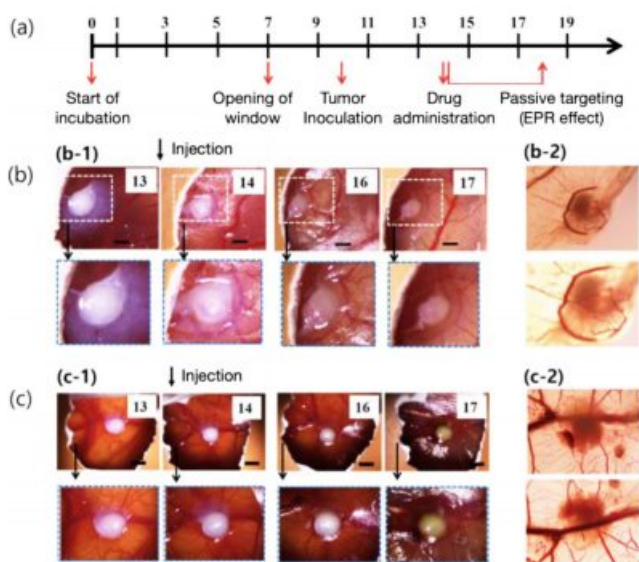 (a)
0 1 3 5 7 9 11 13 15 17 19
Start of incubation
Opening of window
Tumor Inoculation
Drug administration
Passive targeting (EPR effect)
(b)
(b-1)
Injection
(b-2)
13 14 16 17
(c)
(c-1)
Injection
(c-2)
13 14 16 17